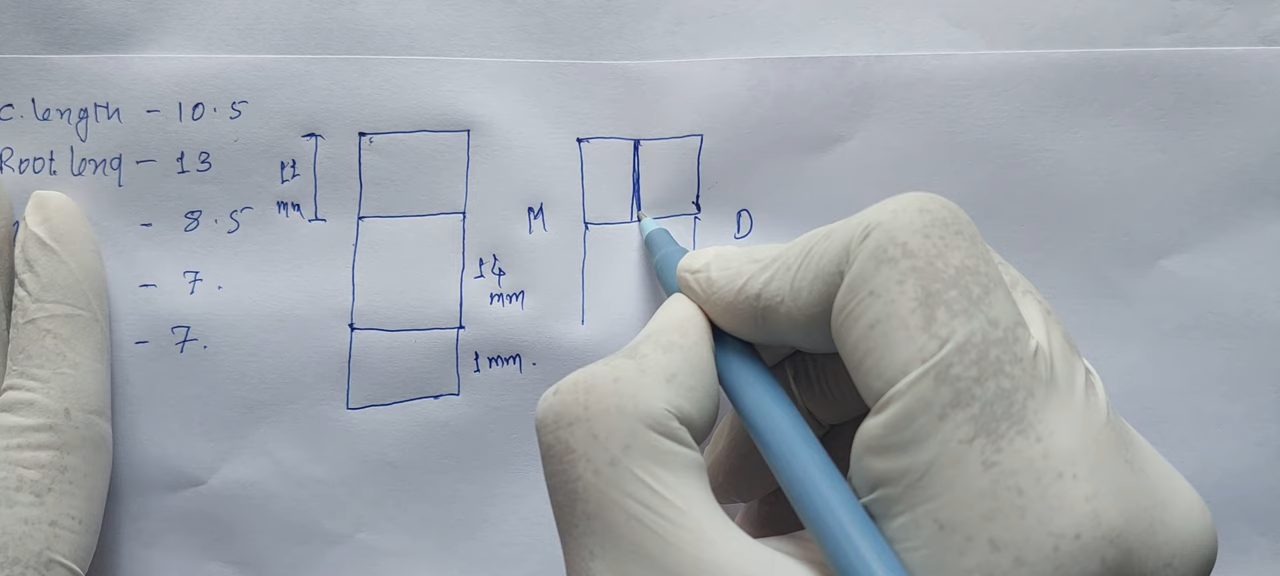 C. length - 10.5
Root leng - 13
- 8.5
- 7.
- 7.
11
mm
14
mm
1 mm.
M
D